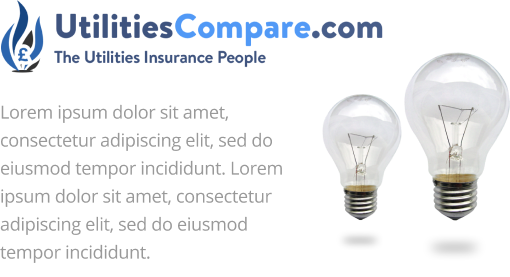 UtilitiesCompare.com
The Utilities Insurance People
£
Lorem ipsum dolor sit amet,
consectetur adipiscing elit, sed do
eiusmod tempor incididunt. Lorem
ipsum dolor sit amet, consectetur
adipiscing elit, sed do eiusmod
tempor incididunt.